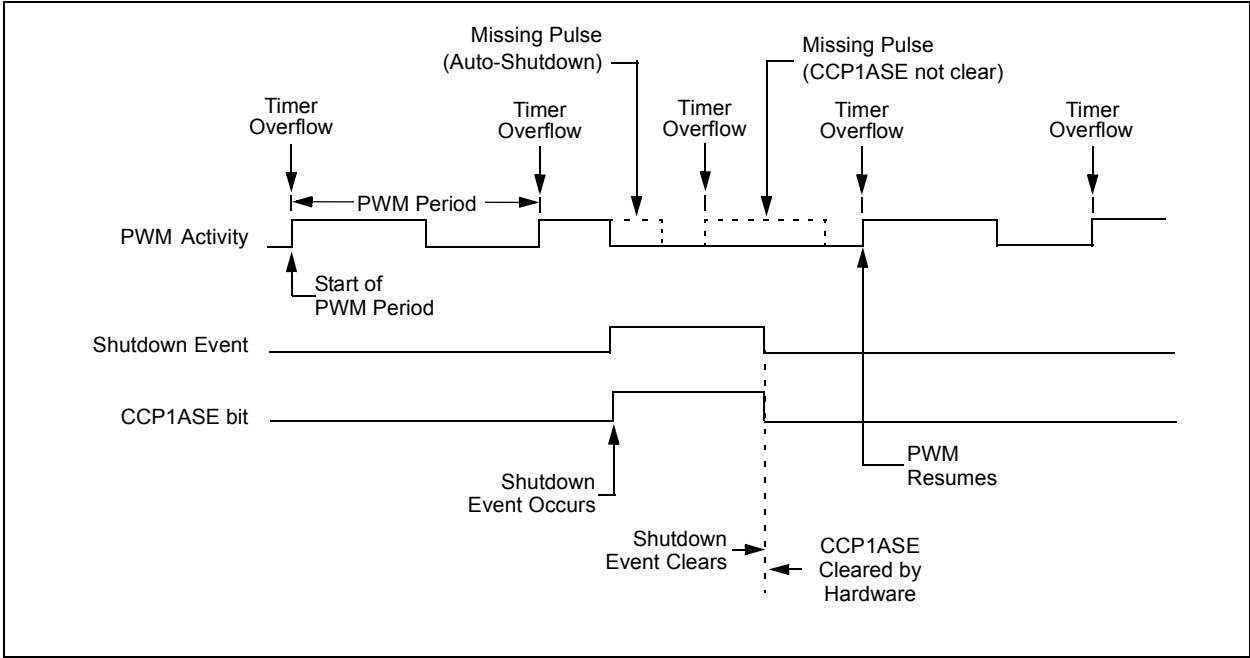 Missing Pulse
(Auto-Shutdown)
Missing Pulse
(CCP1ASE not clear)
Timer
Overflow
Timer
Overflow
Timer
Overflow
Timer
Overflow
Timer
Overflow
PWM Period
PWM Activity
Start of
PWM Period
Shutdown Event
CCP1ASE bit
Shutdown
Event Occurs
PWM
Resumes
Shutdown
Event Clears
CCP1ASE
Cleared by
Hardware